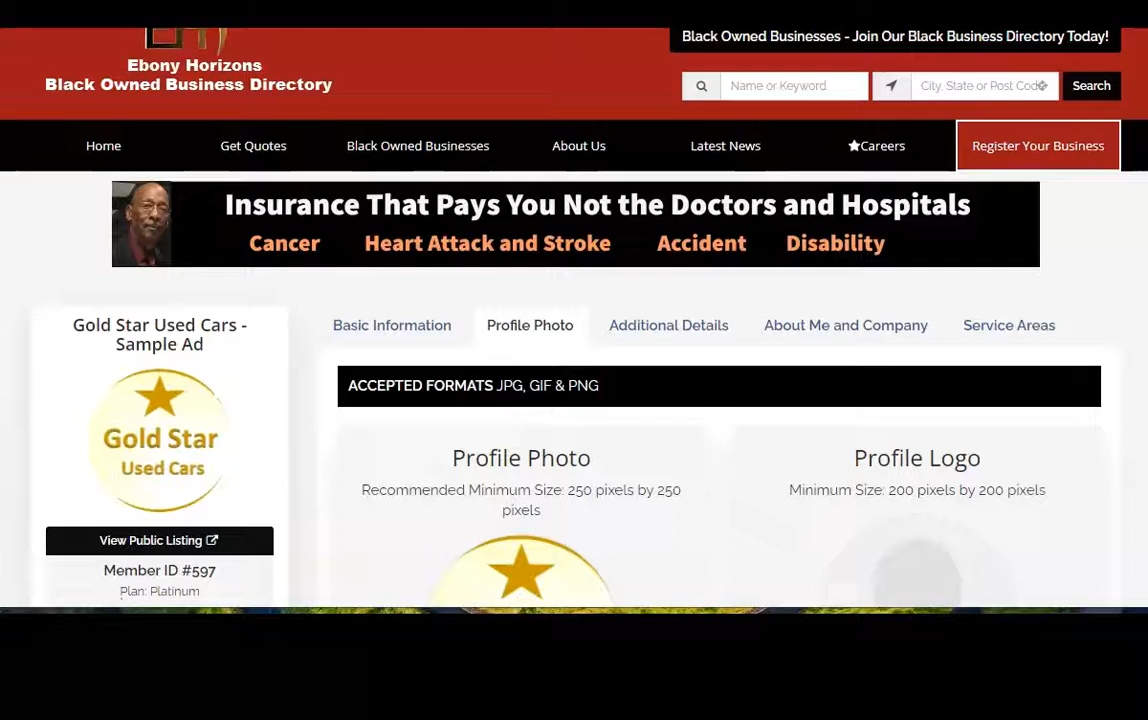 Ebony Horizons
Black Owned Business Directory
Black Owned Businesses - Join Our Black Business Directory Today!
Name or Keyword
City, State or Post Code
Search
Home
Get Quotes
Black Owned Businesses
About Us
Latest News
Careers
Register Your Business
Insurance That Pays You Not the Doctors and Hospitals
Cancer Heart Attack and Stroke Accident Disability
Gold Star Used Cars -
Sample Ad
Gold Star
Used Cars
View Public Listing
Member ID #597
Plan: Platinum
Basic Information
Profile Photo
Additional Details
About Me and Company
Service Areas
ACCEPTED FORMATS JPG, GIF & PNG
Profile Photo
Recommended Minimum Size: 250 pixels by 250
pixels
Profile Logo
Minimum Size: 200 pixels by 200 pixels